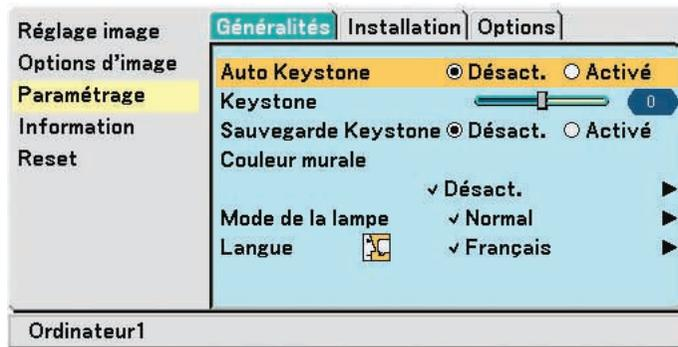 Réglage image
Options d'image
Paramétrage
Information
Reset
Généralités Installation Options
Auto Keystone Désact. Activé
Keystone 0
Sauvegarde Keystone Désact. Activé
Couleur murale
✓ Désact.
Mode de la lampe ✓ Normal
Langue ✓ Français
Ordinateur1